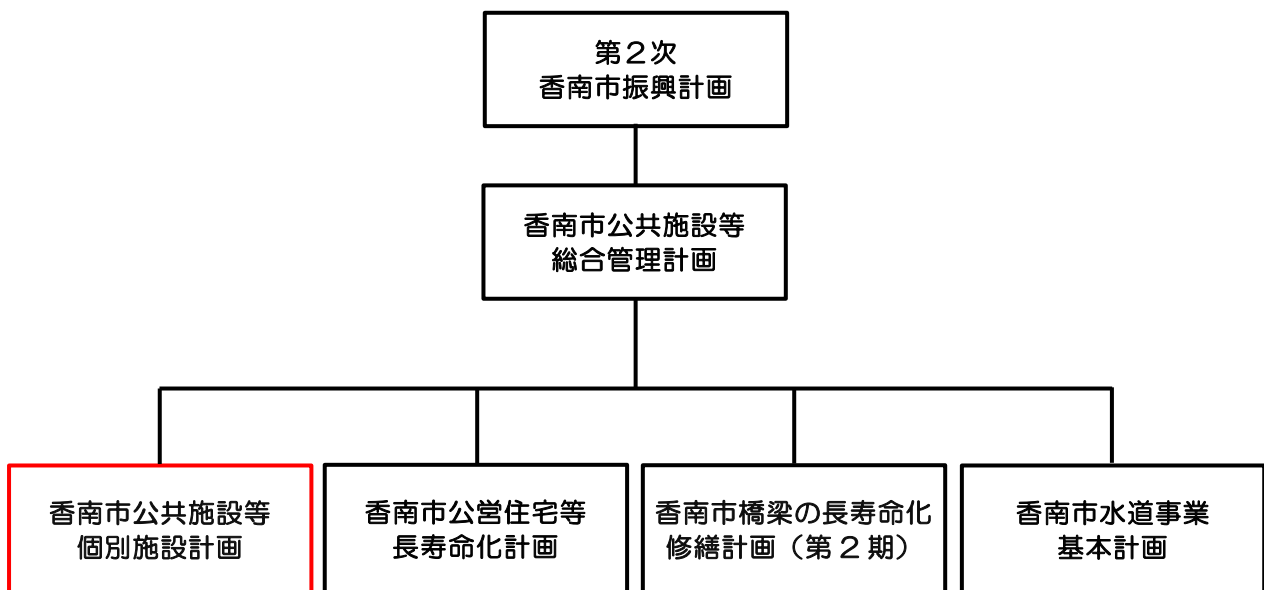 第２次
香南市振興計画
香南市公共施設等
総合管理計画
香南市公共施設等
個別施設計画
香南市公営住宅等
長寿命化計画
香南市橋梁の長寿命化
修繕計画（第２期）
香南市水道事業
基本計画